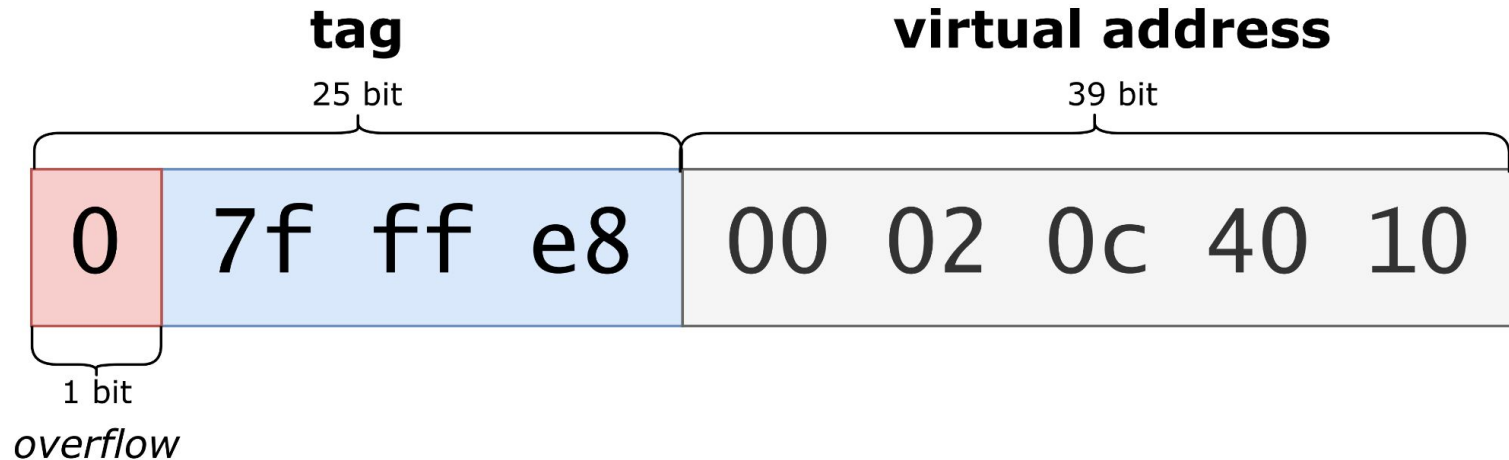 tag virtual address
25 bit 39 bit
0 7f ff e8 00 02 0c 40 10
1 bit
overflow